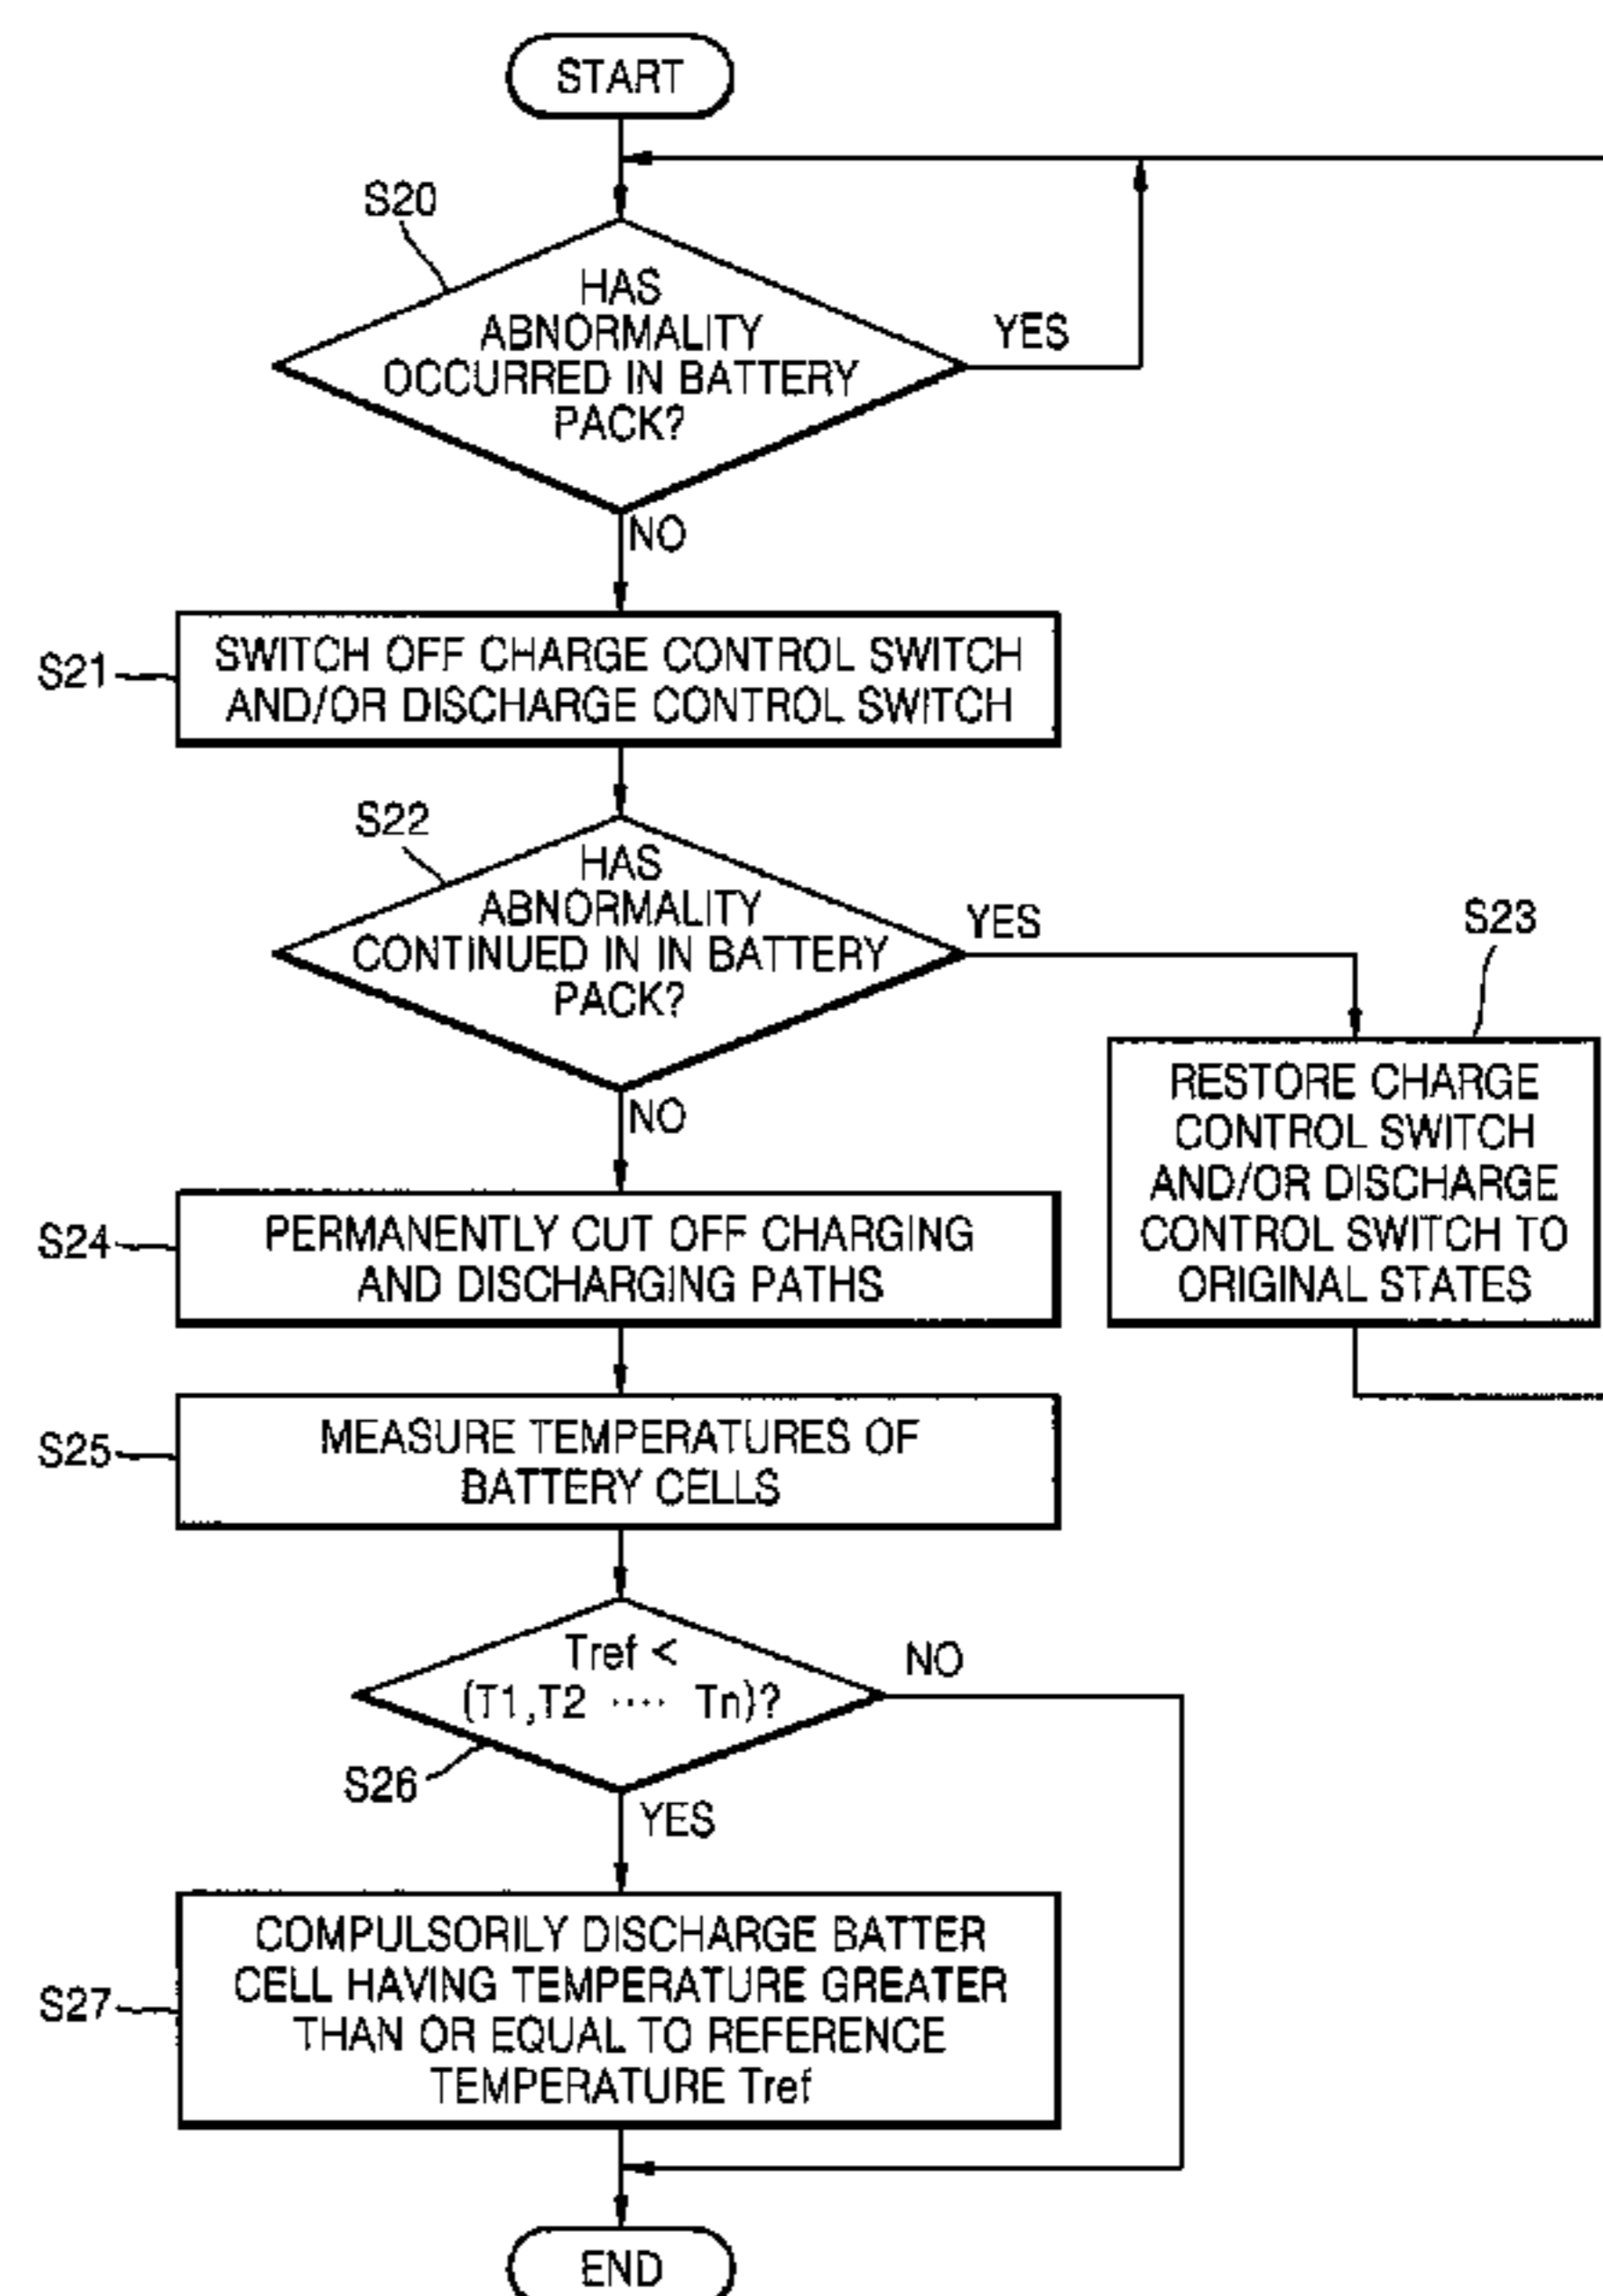 START
S20
HAS
ABNORMALITY
OCCURRED IN BATTERY
PACK?
YES
NO
S21
SWITCH OFF CHARGE CONTROL SWITCH
AND/OR DISCHARGE CONTROL SWITCH
S22
HAS
ABNORMALITY
CONTINUED IN IN BATTERY
PACK?
YES
NO
S23
RESTORE CHARGE
CONTROL SWITCH
AND/OR DISCHARGE
CONTROL SWITCH TO
ORIGINAL STATES
S24
PERMANENTLY CUT OFF CHARGING
AND DISCHARGING PATHS
S25
MEASURE TEMPERATURES OF
BATTERY CELLS
Tref <
(T1,T2 ···· Tn)?
NO
S26
YES
S27
COMPULSORILY DISCHARGE BATTER
CELL HAVING TEMPERATURE GREATER
THAN OR EQUAL TO REFERENCE
TEMPERATURE Tref
END